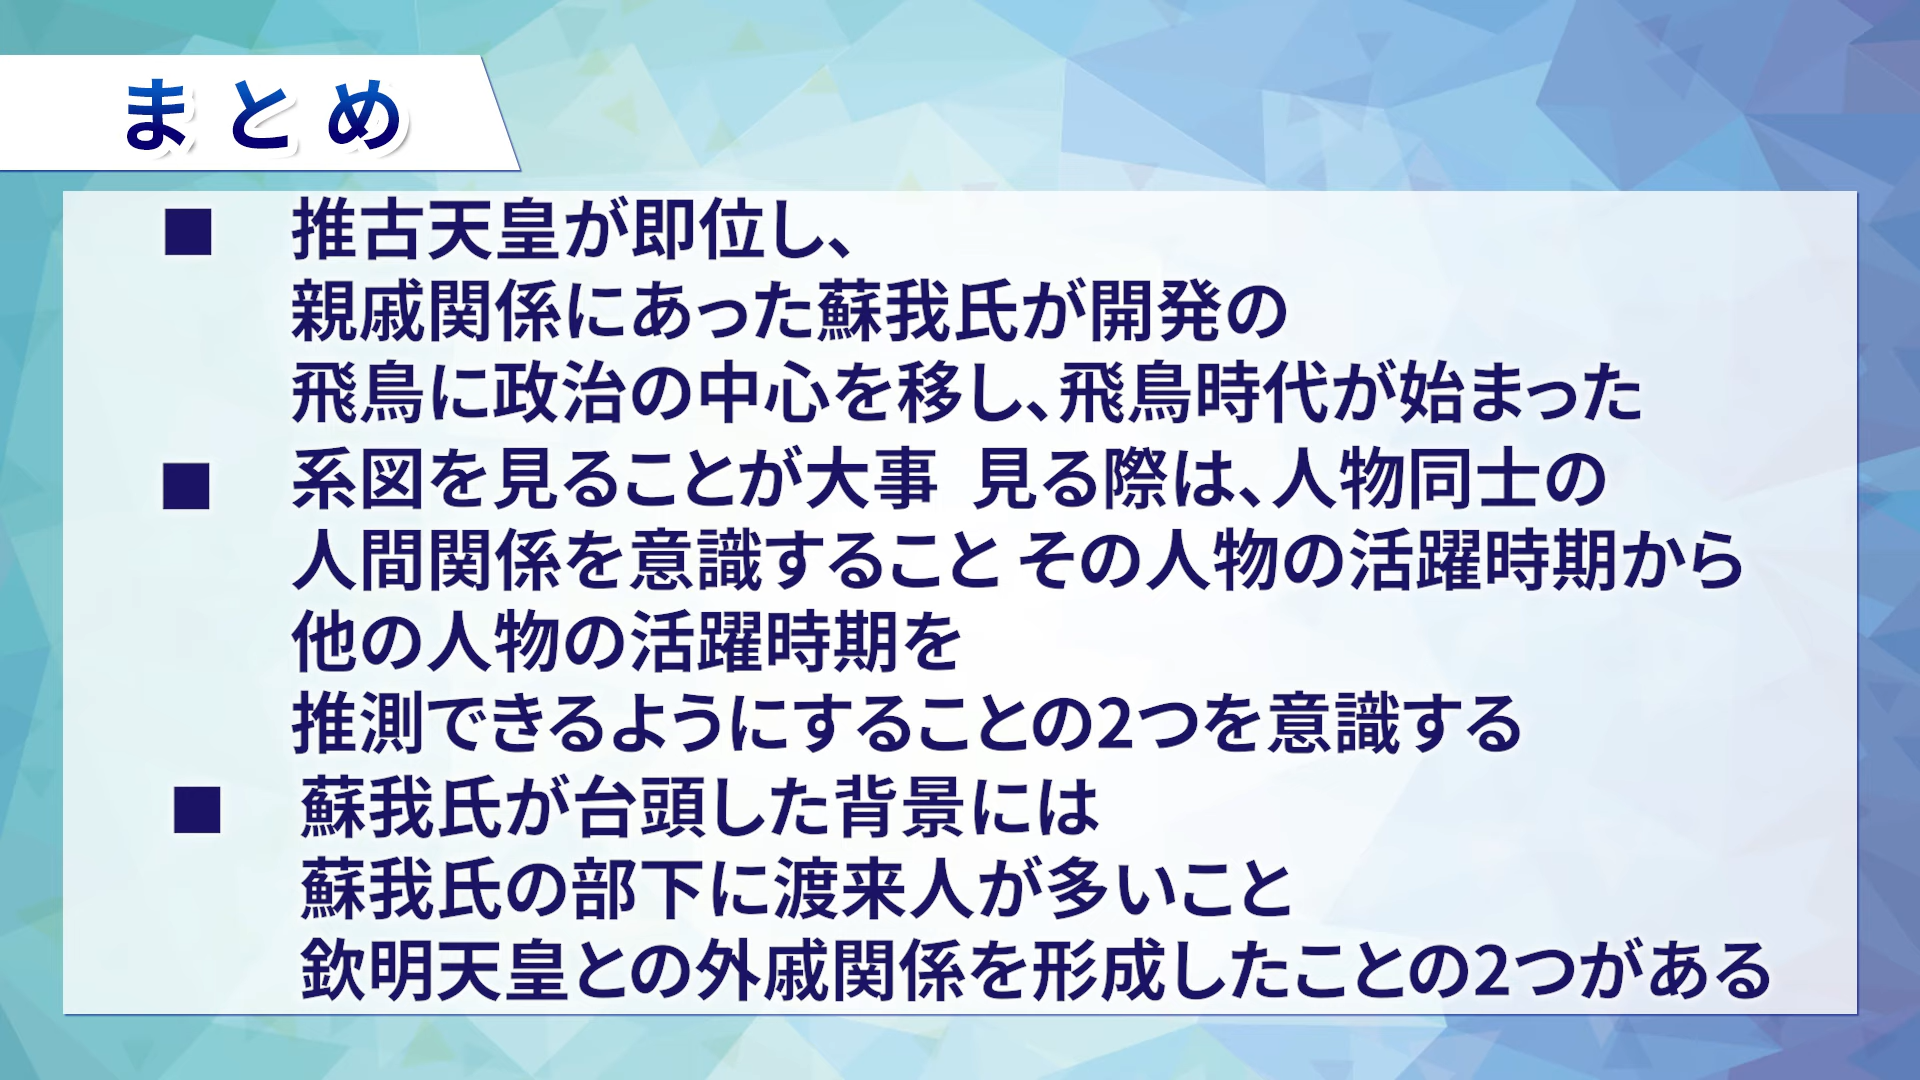 まとめ
■ 推古天皇が即位し、
親戚関係にあった蘇我氏が開発の
飛鳥に政治の中心を移し、飛鳥時代が始まった
■ 系図を見ることが大事 見る際は、人物同士の
人間関係を意識すること その人物の活躍時期から
他の人物の活躍時期を
推測できるようにすることの2つを意識する
■ 蘇我氏が台頭した背景には
蘇我氏の部下に渡来人が多いこと
欽明天皇との外戚関係を形成したことの2つがある